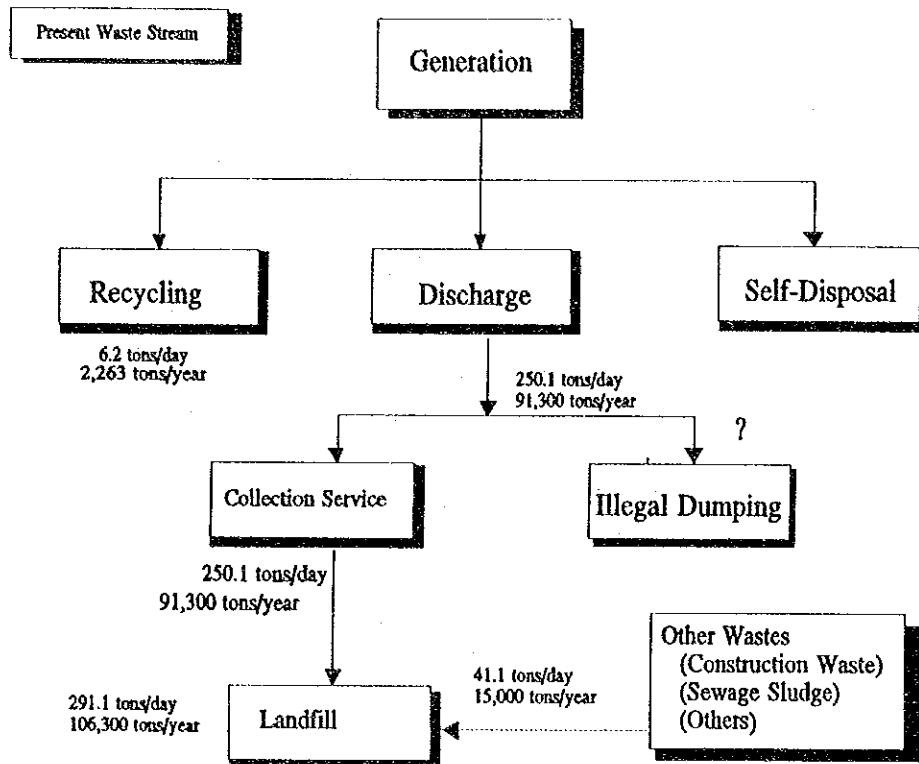 Present Waste Stream
Generation
Recycling
Discharge
Self-Disposal
6.2 tons/day
2,263 tons/year
250.1 tons/day
91,300 tons/year
?
Collection Service
Illegal Dumping
250.1 tons/day
91,300 tons/year
Other Wastes
(Construction Waste)
(Sewage Sludge)
(Others)
41.1 tons/day
15,000 tons/year
291.1 tons/day
106,300 tons/year
Landfill